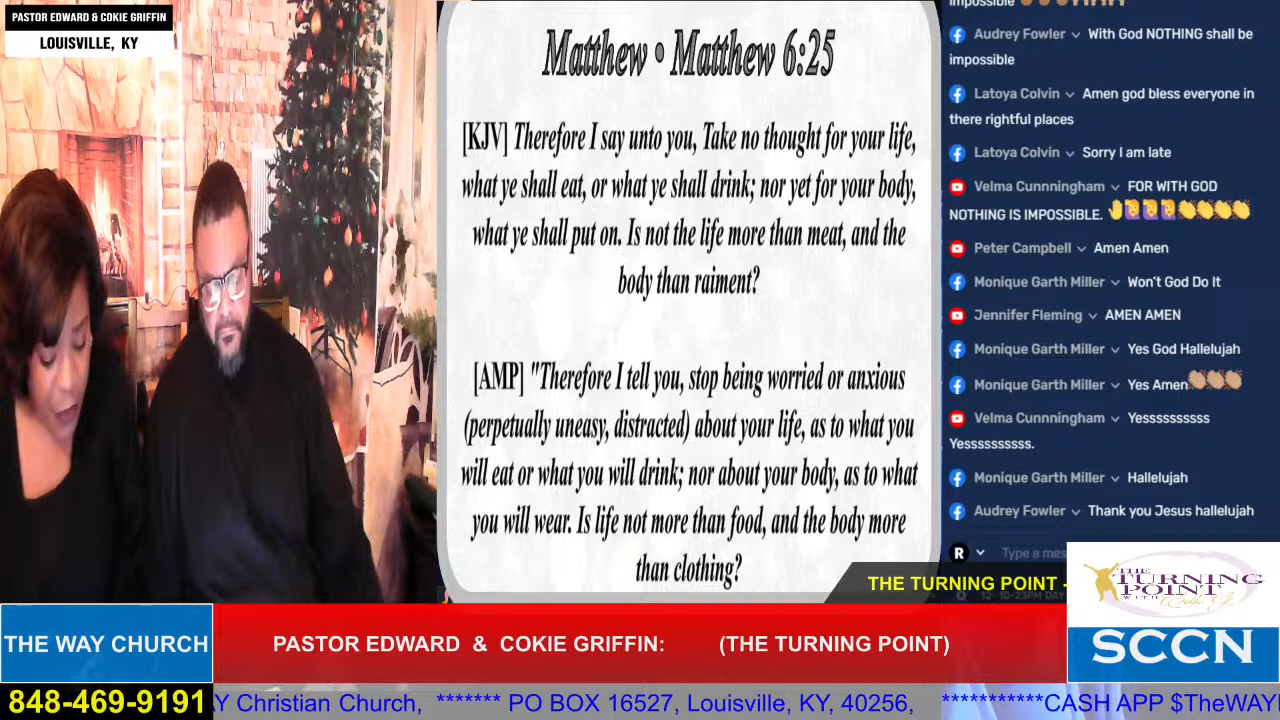 PASTOR EDWARD & COKIE GRIFFIN
LOUISVILLE, KY
Matthew • Matthew 6:25
[KJV] Therefore I say unto you, Take no thought for your life,
what ye shall eat, or what ye shall drink; nor yet for your body,
what ye shall put on. Is not the life more than meat, and the
body than raiment?
[AMP] "Therefore I tell you, stop being worried or anxious
(perpetually uneasy, distracted) about your life, as to what you
will eat or what you will drink; nor about your body, as to what
you will wear. Is life not more than food, and the body more
than clothing?
impossible
Audrey Fowler With God NOTHING shall be
impossible
Latoya Colvin Amen god bless everyone in
there rightful places
Latoya Colvin Sorry I am late
Velma Cunnningham FOR WITH GOD
NOTHING IS IMPOSSIBLE. 🤚🙋🙋🙋👏👏👏👏
Peter Campbell Amen Amen
Monique Garth Miller Won't God Do It
Jennifer Fleming AMEN AMEN
Monique Garth Miller Yes God Hallelujah
Monique Garth Miller Yes Amen👏🏼👏🏼👏🏼
Velma Cunnningham Yessssssssss
Yessssssssss.
Monique Garth Miller Hallelujah
Audrey Fowler Thank you Jesus hallelujah
R Type a mes
THE TURNING POINT -
12-10-23PM DAY
THE
TURNING
POINT
WITH
THE WAY CHURCH
PASTOR EDWARD & COKIE GRIFFIN: (THE TURNING POINT)
SCCN
848-469-9191
Y Christian Church, ******* PO BOX 16527, Louisville, KY, 40256, ***********CASH APP $TheWAY